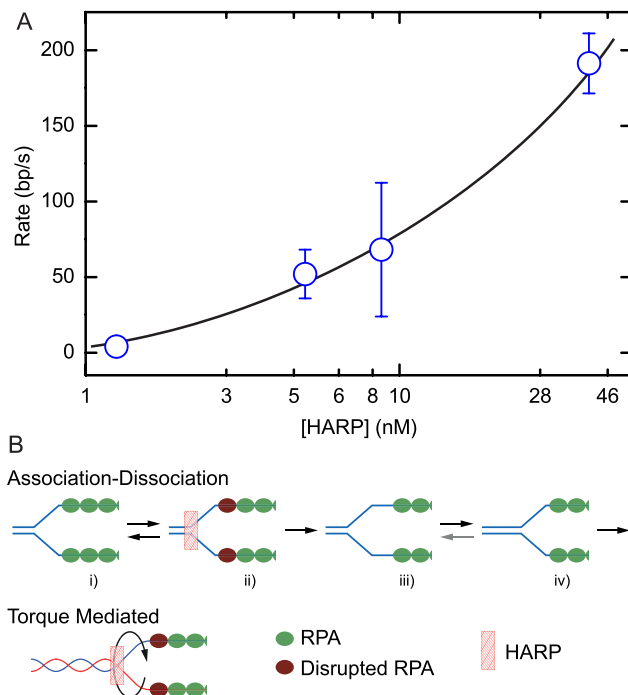 A
200
150
100
50
0
Rate (bp/s)
1 3 5 6 8 10 28 46
[HARP] (nM)
B
Association-Dissociation
i) ii) iii) iv)
Torque Mediated
RPA
Disrupted RPA
HARP